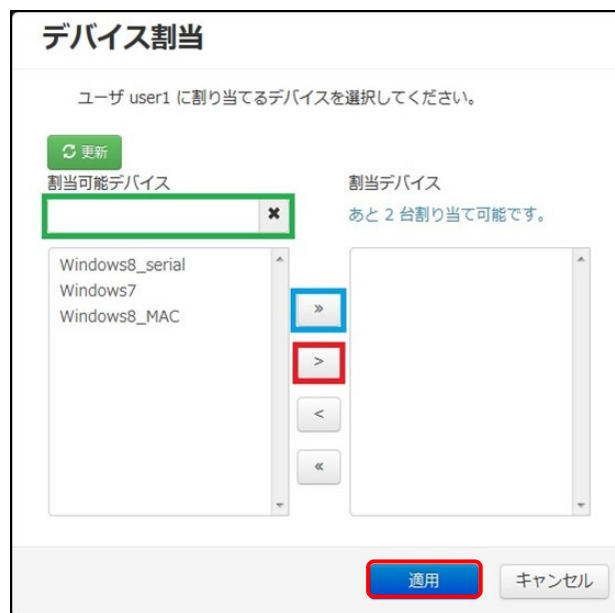 デバイス割当
ユーザ user1 に割り当てるデバイスを選択してください。
更新
割当可能デバイス
割当デバイス
あと 2 台割り当て可能です。
Windows8_serial
Windows7
Windows8_MAC
»
>
<
«
適用
キャンセル